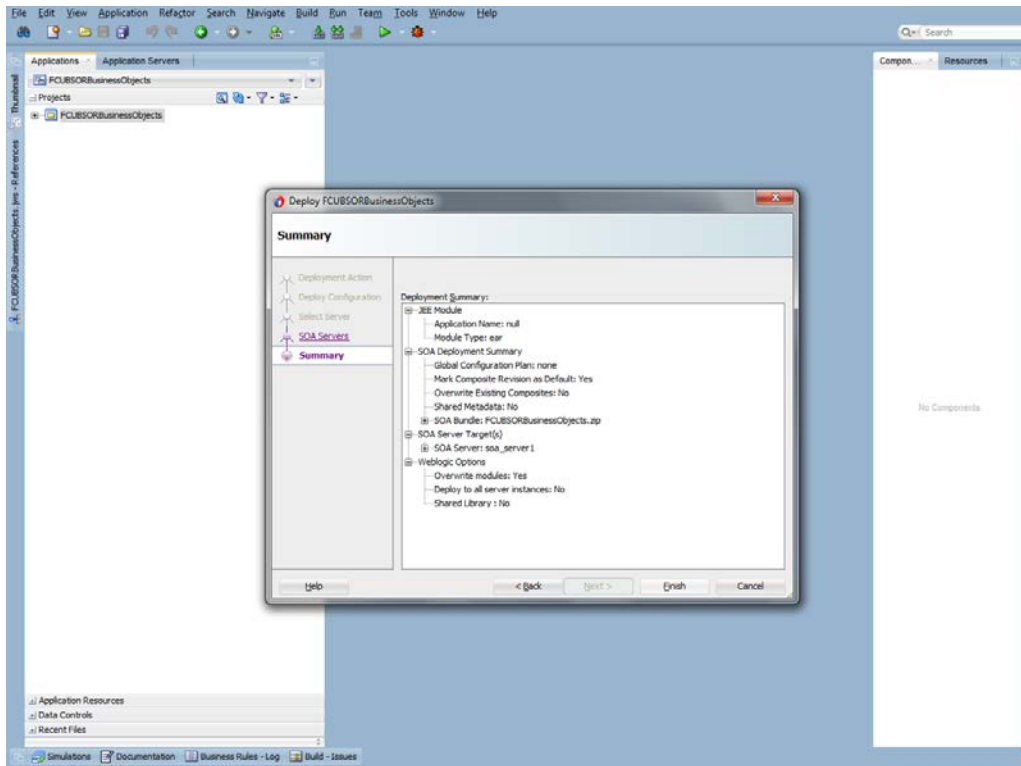 File Edit View Application Refactor Search Navigate Build Run Team Tools Window Help
Search
Applications Application Servers
Compon... Resources
Thumbnail
FCUBSORBusinessObjects
Projects
FCUBSORBusinessObjects
FCUBSORBusinessObjects.jws - References
Deploy FCUBSORBusinessObjects
Summary
Deployment Action
Deploy Configuration
Select Server
SOA Servers
Summary
Deployment Summary:
JEE Module
Application Name: null
Module Type: ear
SOA Deployment Summary
Global Configuration Plan: none
Mark Composite Revision as Default: Yes
Overwrite Existing Composites: No
Shared Metadata: No
SOA Bundle: FCUBSORBusinessObjects.zip
SOA Server Target(s)
SOA Server: soa_server1
Weblogic Options
Overwrite modules: Yes
Deploy to all server instances: No
Shared Library : No
No Components
Help < Back Next > Finish Cancel
Application Resources
Data Controls
Recent Files
Simulations Documentation Business Rules - Log Build - Issues